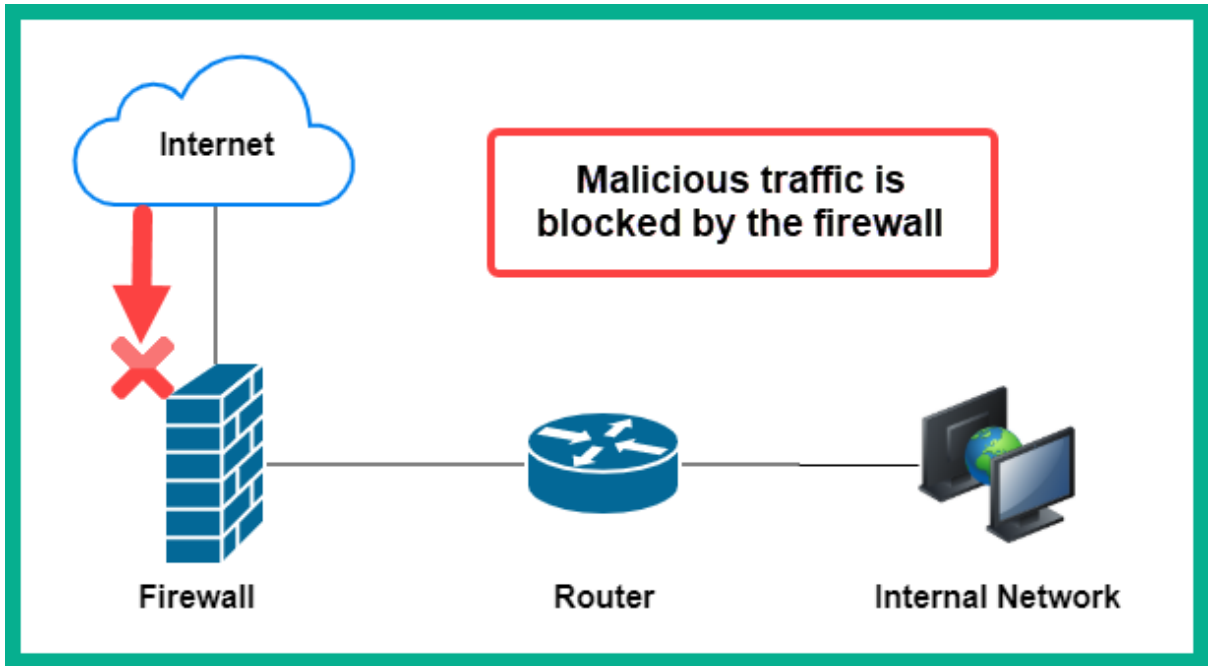 Internet
Malicious traffic is
blocked by the firewall
Firewall
Router
Internal Network